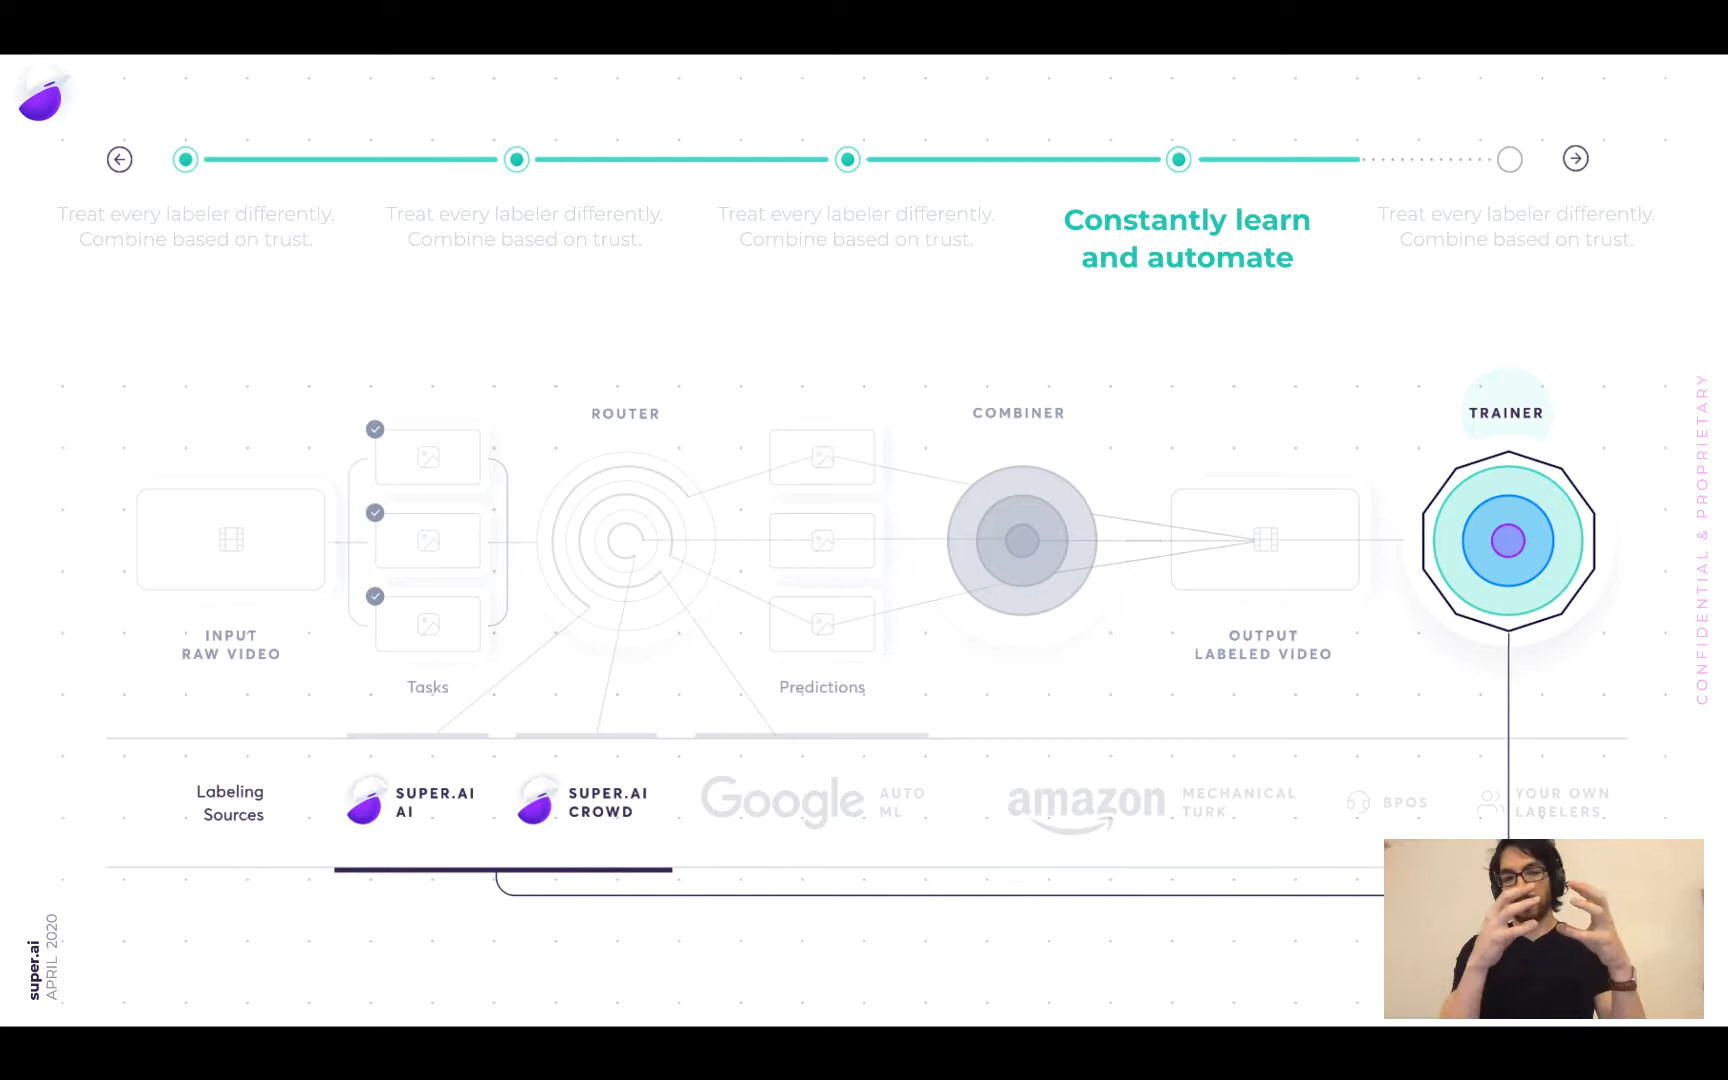 Treat every labeler differently.
Combine based on trust.
Treat every labeler differently.
Combine based on trust.
Treat every labeler differently.
Combine based on trust.
Constantly learn
and automate
Treat every labeler differently.
Combine based on trust.
ROUTER
COMBINER
TRAINER
INPUT
RAW VIDEO
Tasks
Predictions
OUTPUT
LABELED VIDEO
Labeling
Sources
SUPER.AI
AI
SUPER.AI
CROWD
Google
AUTO
ML
amazon
MECHANICAL
TURK
BPOS
YOUR OWN
LABELERS
CONFIDENTIAL & PROPRIETARY
super.ai
APRIL 2020